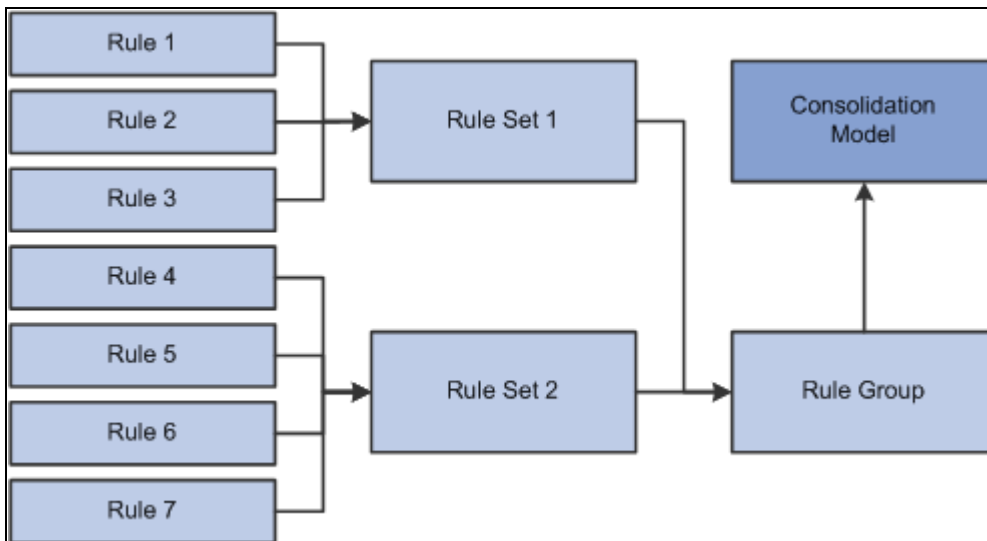 Rule 1
Rule 2
Rule 3
Rule 4
Rule 5
Rule 6
Rule 7
Rule Set 1
Rule Set 2
Consolidation
Model
Rule Group